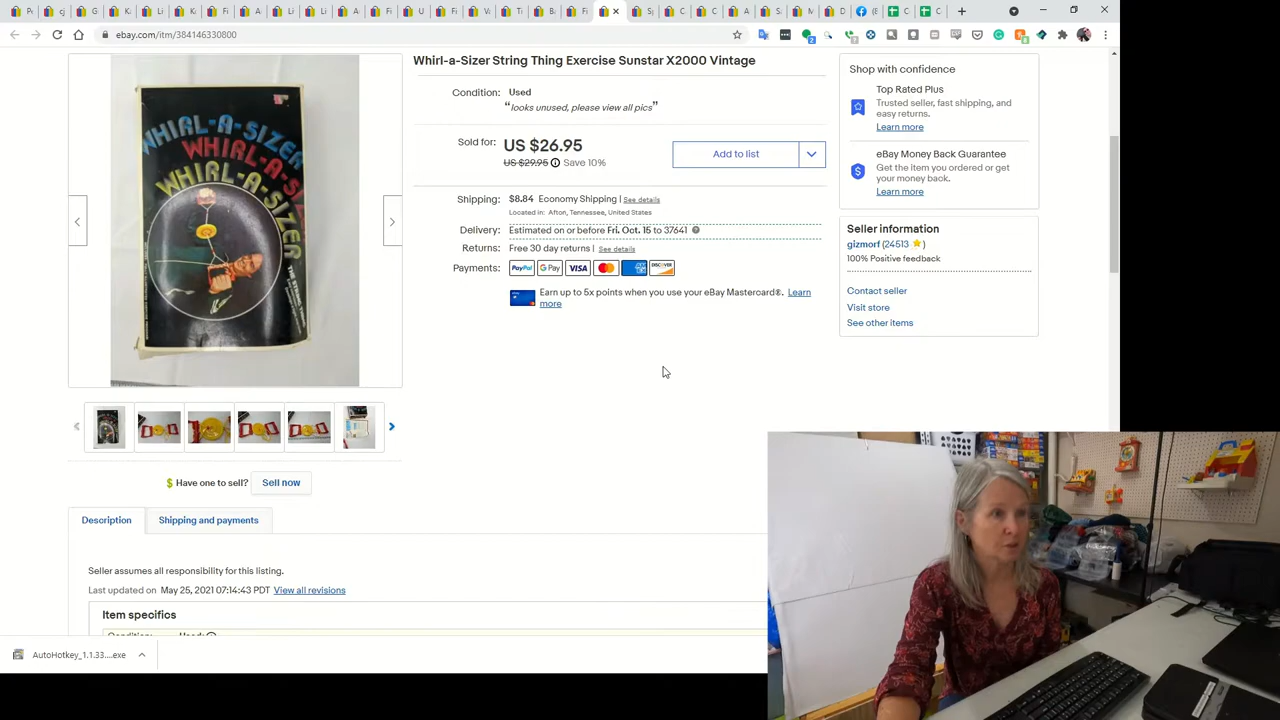 ebay.com/itm/384146330800
Whirl-a-Sizer String Thing Exercise Sunstar X2000 Vintage
Condition: Used
“looks unused, please view all pics”
Sold for: US $26.95
US $29.95 Save 10%
Add to list
Shipping: $8.84 Economy Shipping | See details
Located in: Afton, Tennessee, United States
Delivery: Estimated on or before Fri. Oct. 15 to 37641
Returns: Free 30 day returns | See details
Payments: PayPal G Pay VISA DISCOVER
Earn up to 5x points when you use your eBay Mastercard®. Learn
more
Shop with confidence
Top Rated Plus
Trusted seller, fast shipping, and
easy returns.
Learn more
eBay Money Back Guarantee
Get the item you ordered or get
your money back.
Learn more
Seller information
gizmorf (24513 )
100% Positive feedback
Contact seller
Visit store
See other items
WHIRL-A-SIZER
WHIRL-A-SI
WHIRL-A-SIZER
Have one to sell? Sell now
Description Shipping and payments
Seller assumes all responsibility for this listing.
Last updated on May 25, 2021 07:14:43 PDT View all revisions
Item specifics
AutoHotkey_1.1.33....exe